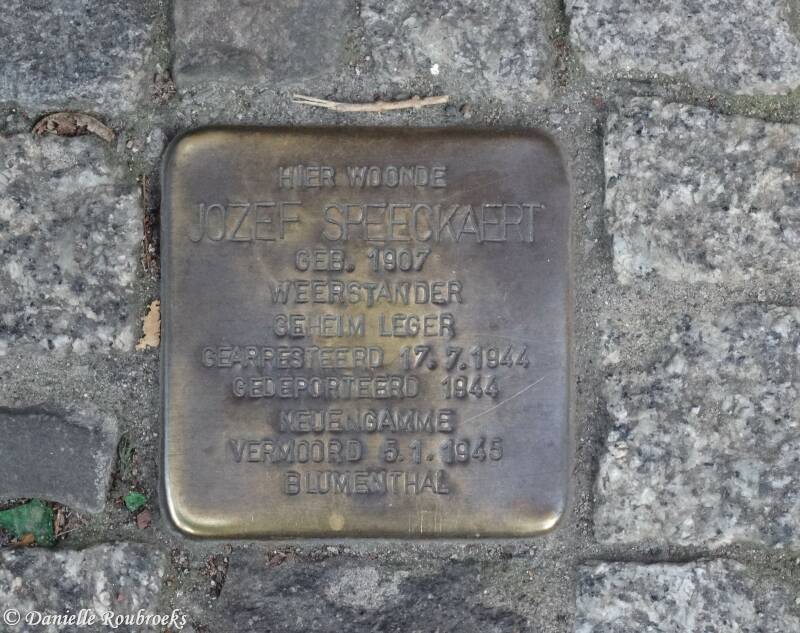 HIER WOONDE
JOZEF SPEECKAERT
GEB. 1907
WEERSTANDER
GEHEIM LEGER
GEARRESTEERD 17.7.1944
GEDEPORTEERD 1944
NEUENGAMME
VERMOORD 5.1.1945
BLUMENTHAL
© Danielle Roubroeks